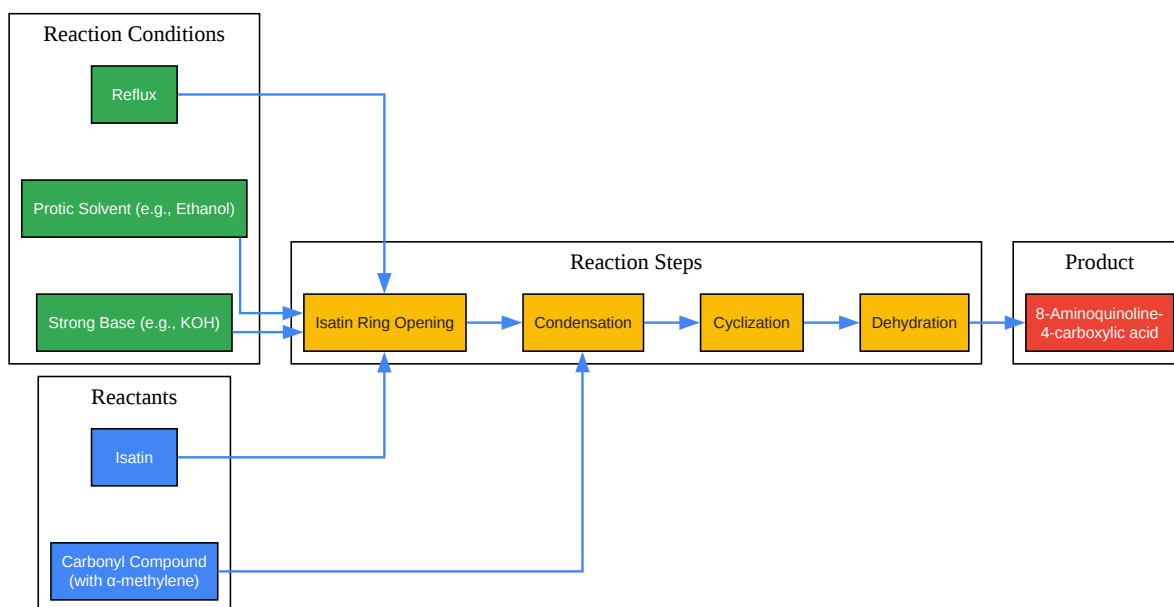 Reaction Conditions
Reflux
Protic Solvent (e.g., Ethanol)
Strong Base (e.g., KOH)
Reactants
Isatin
Carbonyl Compound
(with α-methylene)
Reaction Steps
Isatin Ring Opening
Condensation
Cyclization
Dehydration
Product
8-Aminoquinoline-
4-carboxylic acid